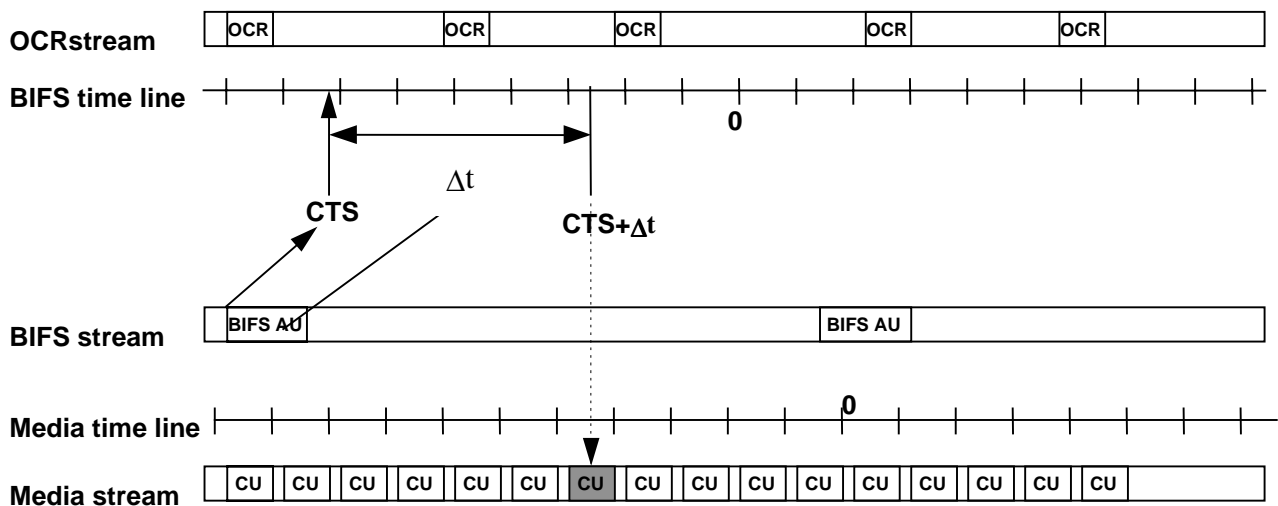 OCRstream OCR OCR OCR OCR OCR
BIFS time line
0
Δt
CTS
CTS+Δt
BIFS stream BIFS AU BIFS AU
0
Media time line
Media stream CU CU CU CU CU CU CU CU CU CU CU CU CU CU CU CU